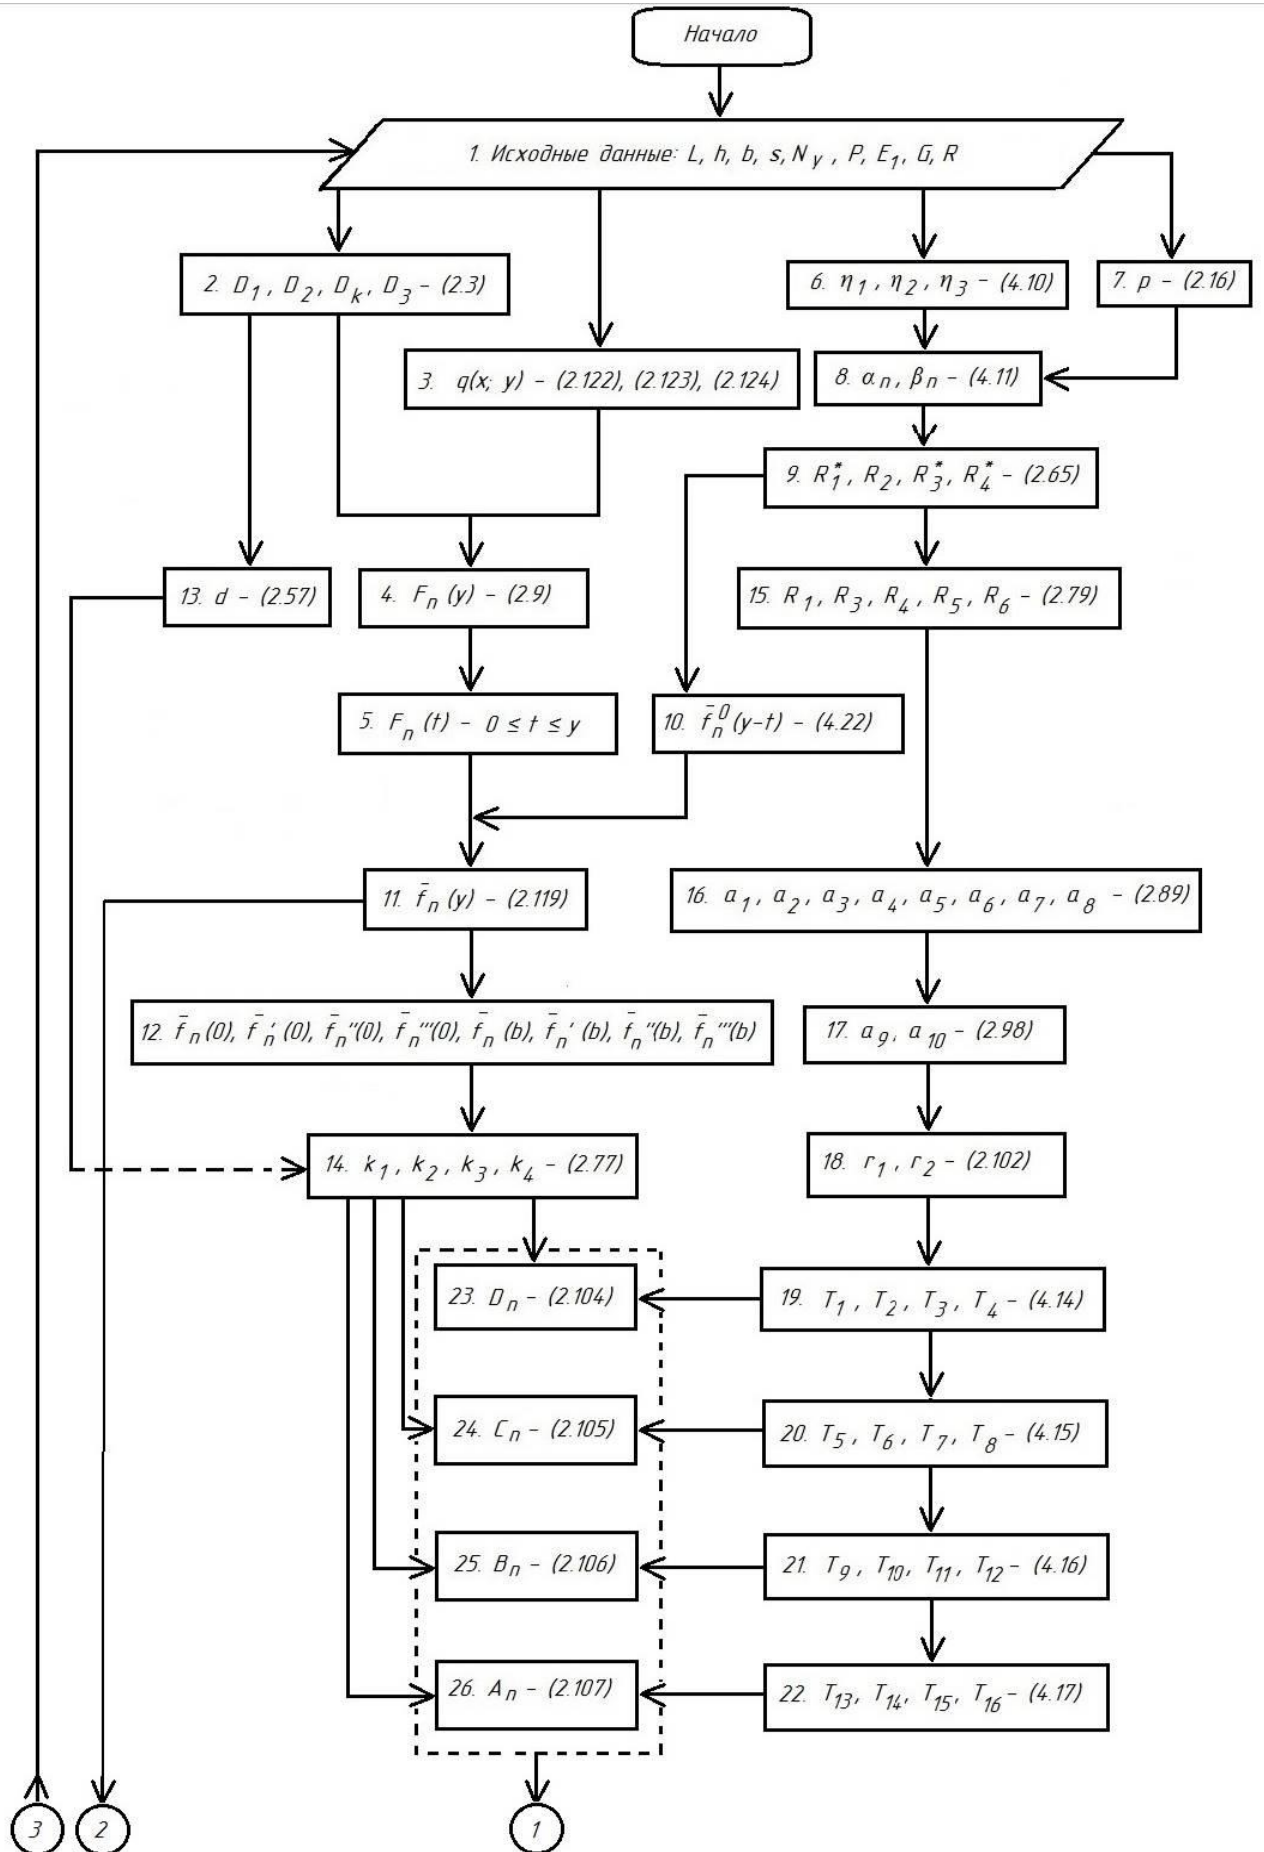 Начало
1. Исходные данные: L, h, b, s, N_y , P, E_1, G, R
2. D_1, D_2, D_k, D_3 – (2.3)
6. η_1, η_2, η_3 – (4.10)
7. p – (2.16)
3. q(x; y) – (2.122), (2.123), (2.124)
8. α_n, β_n – (4.11)
9. R_1^*, R_2, R_3^*, R_4^* – (2.65)
13. d – (2.57)
4. F_n (y) – (2.9)
15. R_1, R_3, R_4, R_5, R_6 – (2.79)
5. F_n (t) – 0 ≤ t ≤ y
10. f̄_n^0 (y-t) – (4.22)
11. f̄_n (y) – (2.119)
16. a_1, a_2, a_3, a_4, a_5, a_6, a_7, a_8 – (2.89)
12. f̄_n (0), f̄_n' (0), f̄_n''(0), f̄_n'''(0), f̄_n (b), f̄_n' (b), f̄_n''(b), f̄_n'''(b)
17. a_9, a_10 – (2.98)
14. k_1, k_2, k_3, k_4 – (2.77)
18. r_1, r_2 – (2.102)
23. D_n – (2.104)
19. T_1, T_2, T_3, T_4 – (4.14)
24. C_n – (2.105)
20. T_5, T_6, T_7, T_8 – (4.15)
25. B_n – (2.106)
21. T_9, T_10, T_11, T_12 – (4.16)
26. A_n – (2.107)
22. T_13, T_14, T_15, T_16 – (4.17)
3
2
1